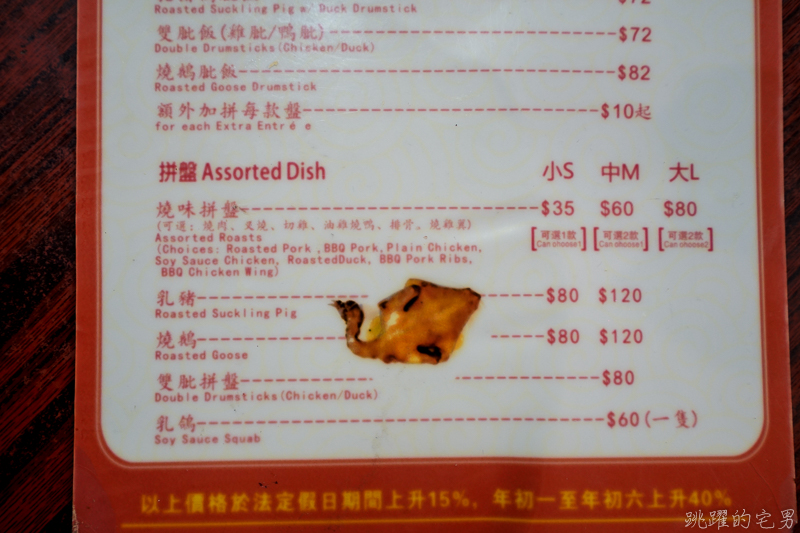 $72
Roasted Suckling Pig w/ Duck Drumstick
雙髀飯(雞髀/鴨髀)-----$72
Double Drumsticks(Chicken/Duck)
燒鵝髀飯-----$82
Roasted Goose Drumstick
額外加拼每款盤-----$10起
for each Extra Entrée
拼盤 Assorted Dish 小S 中M 大L
燒味拼盤-----$35 $60 $80
(可選：燒肉、叉燒、切雞、油雞燒鴨、排骨、燒雞翼) [可選1款] [可選2款] [可選2款]
Assorted Roasts Can choose1 Can choose1 Can choose2
(Choices: Roasted Pork ,BBQ Pork,Plain Chicken,
Soy Sauce Chicken, RoastedDuck, BBQ Pork Ribs,
BBQ Chicken Wing)
乳豬-----$80 $120
Roasted Suckling Pig
燒鵝-----$80 $120
Roasted Goose
雙髀拼盤-----$80
Double Drumsticks(Chicken/Duck)
乳鴿-----$60(一隻)
Soy Sauce Squab
以上價格於法定假日期間上升15%，年初一至年初六上升40%
跳躍的宅男